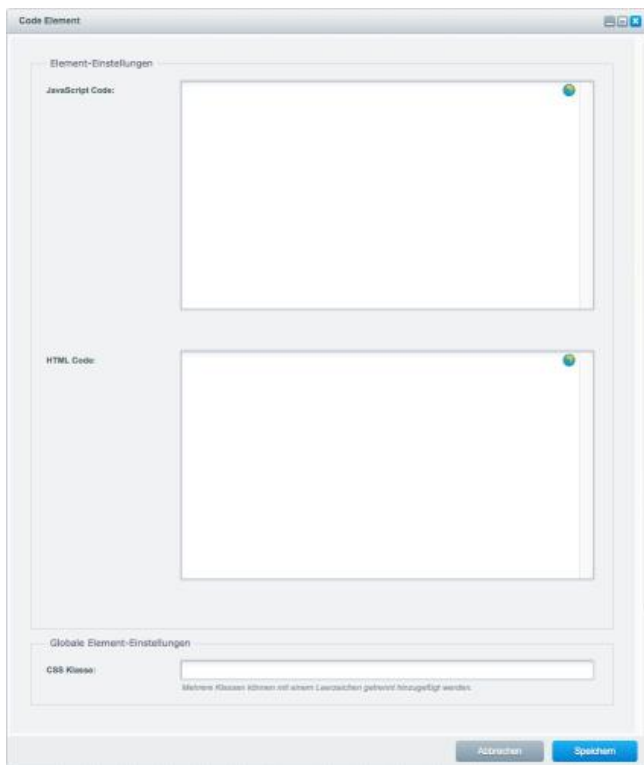 Code Element
Element-Einstellungen
JavaScript Code:
HTML Code:
Globale Element-Einstellungen
CSS Klasse:
Mehrere Klassen können mit einem Leerzeichen getrennt hinzugefügt werden.
Abbrechen
Speichern